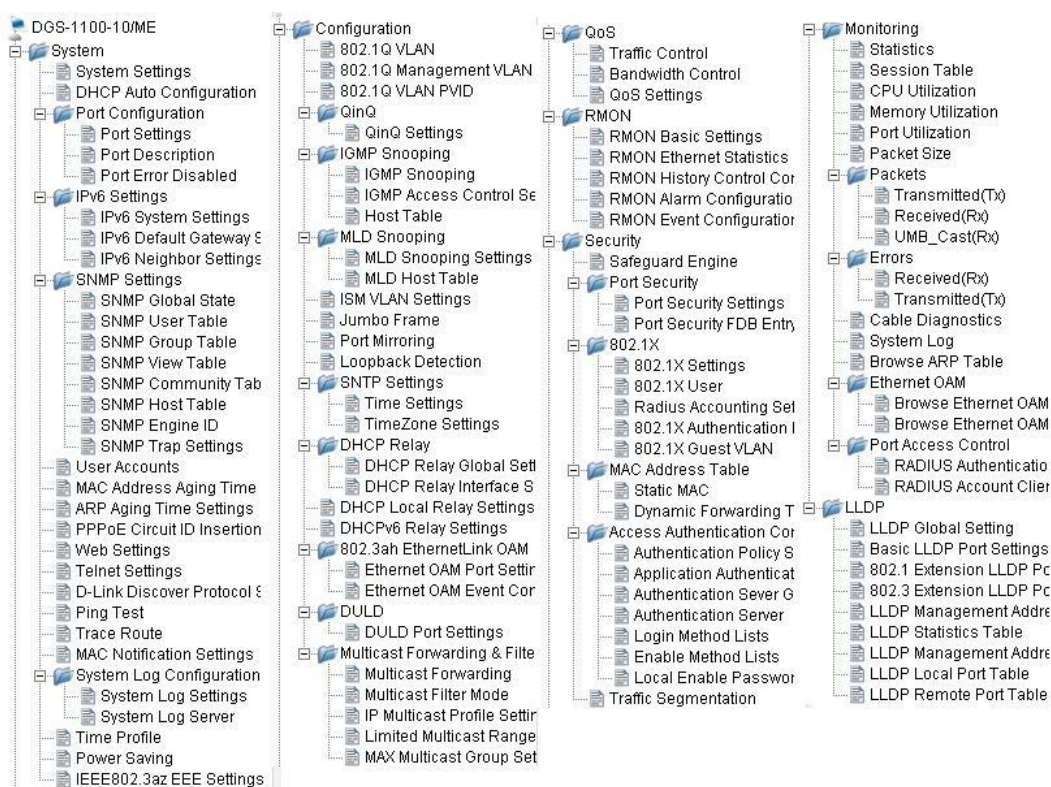 DGS-1100-10/ME
System
System Settings
DHCP Auto Configuration
Port Configuration
Port Settings
Port Description
Port Error Disabled
IPv6 Settings
IPv6 System Settings
IPv6 Default Gateway S
IPv6 Neighbor Settings
SNMP Settings
SNMP Global State
SNMP User Table
SNMP Group Table
SNMP View Table
SNMP Community Tab
SNMP Host Table
SNMP Engine ID
SNMP Trap Settings
User Accounts
MAC Address Aging Time
ARP Aging Time Settings
PPPoE Circuit ID Insertion
Web Settings
Telnet Settings
D-Link Discover Protocol S
Ping Test
Trace Route
MAC Notification Settings
System Log Configuration
System Log Settings
System Log Server
Time Profile
Power Saving
IEEE802.3az EEE Settings
Configuration
802.1Q VLAN
802.1Q Management VLAN
802.1Q VLAN PVID
QinQ
QinQ Settings
IGMP Snooping
IGMP Snooping
IGMP Access Control Se
Host Table
MLD Snooping
MLD Snooping Settings
MLD Host Table
ISM VLAN Settings
Jumbo Frame
Port Mirroring
Loopback Detection
SNTP Settings
Time Settings
TimeZone Settings
DHCP Relay
DHCP Relay Global Sett
DHCP Relay Interface S
DHCP Local Relay Settings
DHCPv6 Relay Settings
802.3ah EthernetLink OAM
Ethernet OAM Port Settin
Ethernet OAM Event Con
DULD
DULD Port Settings
Multicast Forwarding & Filte
Multicast Forwarding
Multicast Filter Mode
IP Multicast Profile Settin
Limited Multicast Range
MAX Multicast Group Set
QoS
Traffic Control
Bandwidth Control
QoS Settings
RMON
RMON Basic Settings
RMON Ethernet Statistics
RMON History Control Con
RMON Alarm Configuratio
RMON Event Configuration
Security
Safeguard Engine
Port Security
Port Security Settings
Port Security FDB Entry
802.1X
802.1X Settings
802.1X User
Radius Accounting Set
802.1X Authentication I
802.1X Guest VLAN
MAC Address Table
Static MAC
Dynamic Forwarding T
Access Authentication Con
Authentication Policy S
Application Authenticat
Authentication Sever G
Authentication Server
Login Method Lists
Enable Method Lists
Local Enable Passwor
Traffic Segmentation
Monitoring
Statistics
Session Table
CPU Utilization
Memory Utilization
Port Utilization
Packet Size
Packets
Transmitted(Tx)
Received(Rx)
UMB_Cast(Rx)
Errors
Received(Rx)
Transmitted(Tx)
Cable Diagnostics
System Log
Browse ARP Table
Ethernet OAM
Browse Ethernet OAM
Browse Ethernet OAM
Port Access Control
RADIUS Authenticatio
RADIUS Account Clien
LLDP
LLDP Global Setting
Basic LLDP Port Settings
802.1 Extension LLDP Po
802.3 Extension LLDP Po
LLDP Management Addre
LLDP Statistics Table
LLDP Management Addre
LLDP Local Port Table
LLDP Remote Port Table